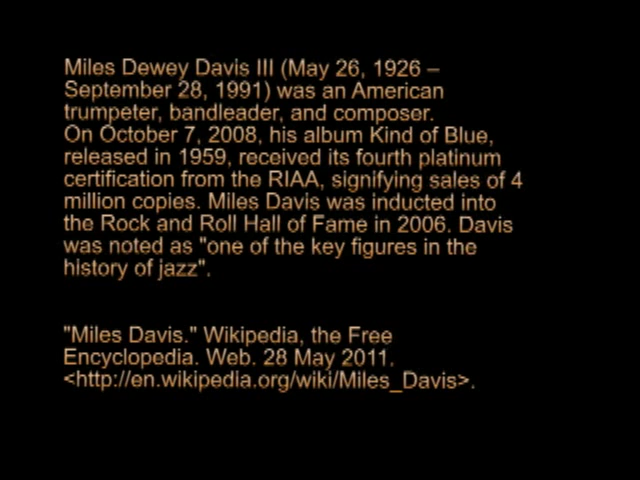 Miles Dewey Davis III (May 26, 1926 –
September 28, 1991) was an American
trumpeter, bandleader, and composer.
On October 7, 2008, his album Kind of Blue,
released in 1959, received its fourth platinum
certification from the RIAA, signifying sales of 4
million copies. Miles Davis was inducted into
the Rock and Roll Hall of Fame in 2006. Davis
was noted as "one of the key figures in the
history of jazz".
"Miles Davis." Wikipedia, the Free
Encyclopedia. Web. 28 May 2011.
<http://en.wikipedia.org/wiki/Miles_Davis>.